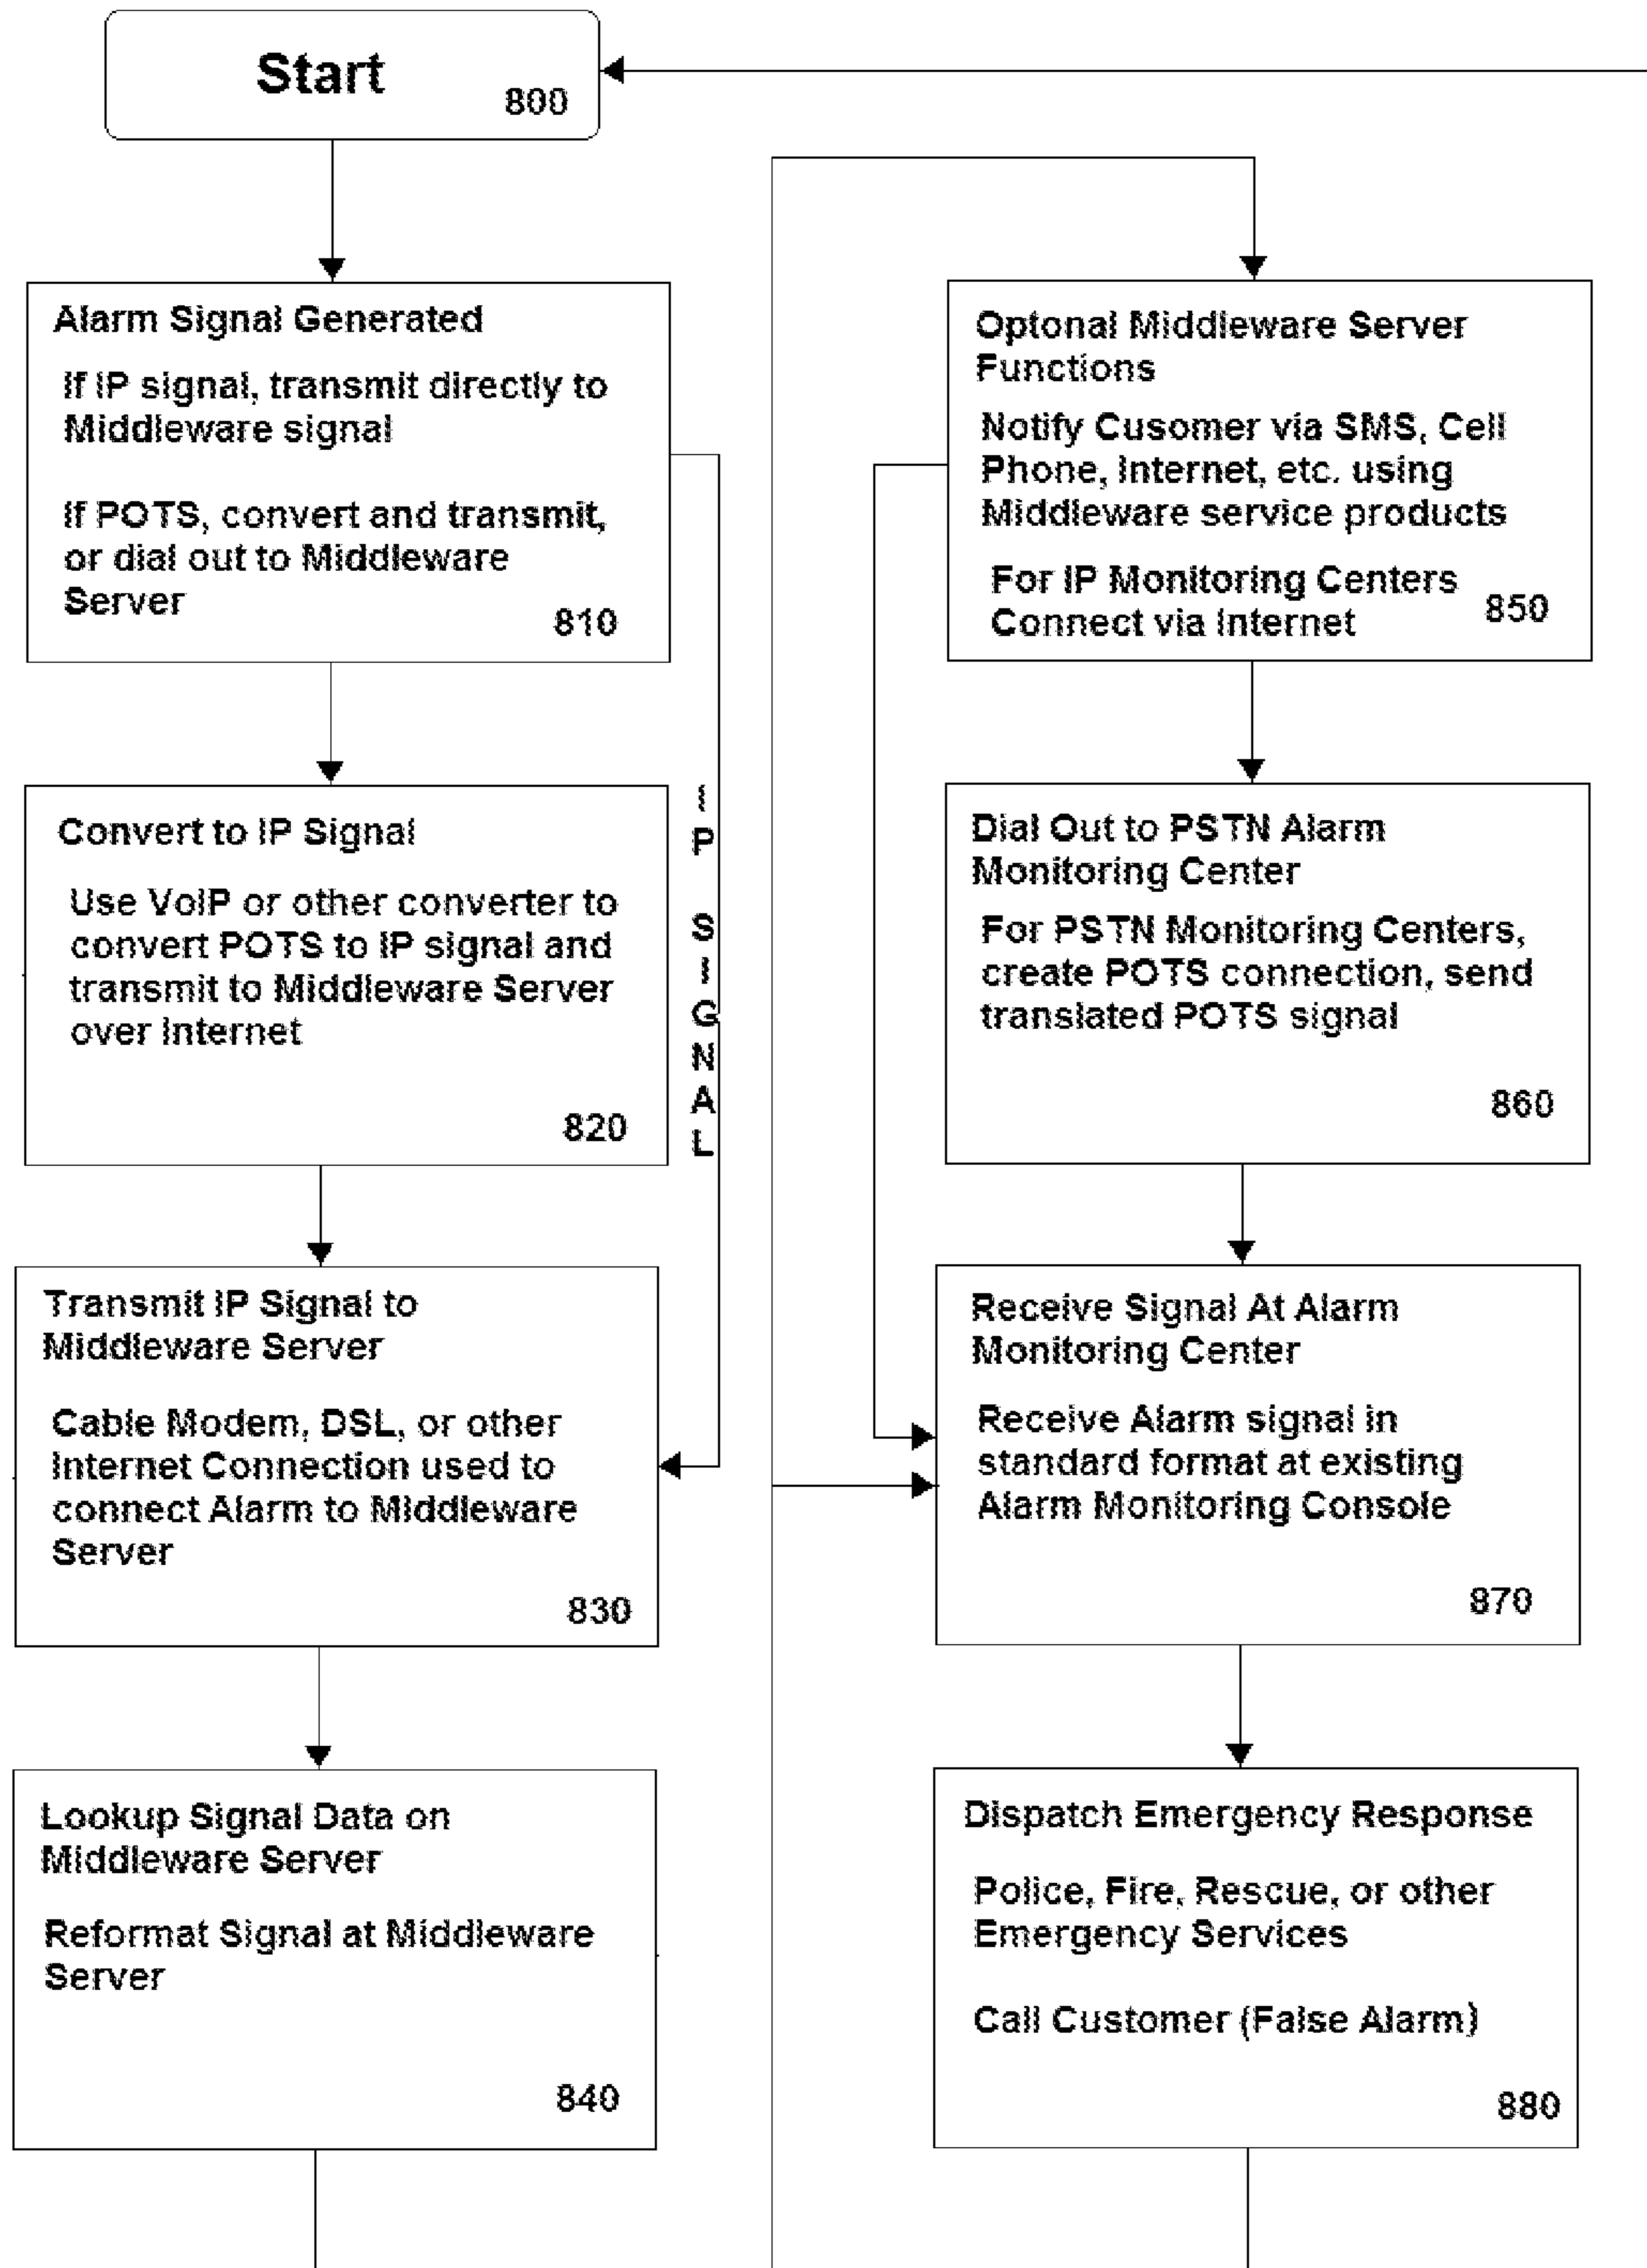 Start
800
Alarm Signal Generated
If IP signal, transmit directly to
Middleware signal
If POTS, convert and transmit,
or dial out to Middleware
Server
810
Convert to IP Signal
Use VoIP or other converter to
convert POTS to IP signal and
transmit to Middleware Server
over Internet
820
IP SIGNAL
Transmit IP Signal to
Middleware Server
Cable Modem, DSL, or other
Internet Connection used to
connect Alarm to Middleware
Server
830
Lookup Signal Data on
Middleware Server
Reformat Signal at Middleware
Server
840
Optonal Middleware Server
Functions
Notify Cusomer via SMS, Cell
Phone, Internet, etc. using
Middleware service products
For IP Monitoring Centers
Connect via Internet
850
Dial Out to PSTN Alarm
Monitoring Center
For PSTN Monitoring Centers,
create POTS connection, send
translated POTS signal
860
Receive Signal At Alarm
Monitoring Center
Receive Alarm signal in
standard format at existing
Alarm Monitoring Console
870
Dispatch Emergency Response
Police, Fire, Rescue, or other
Emergency Services
Call Customer (False Alarm)
880